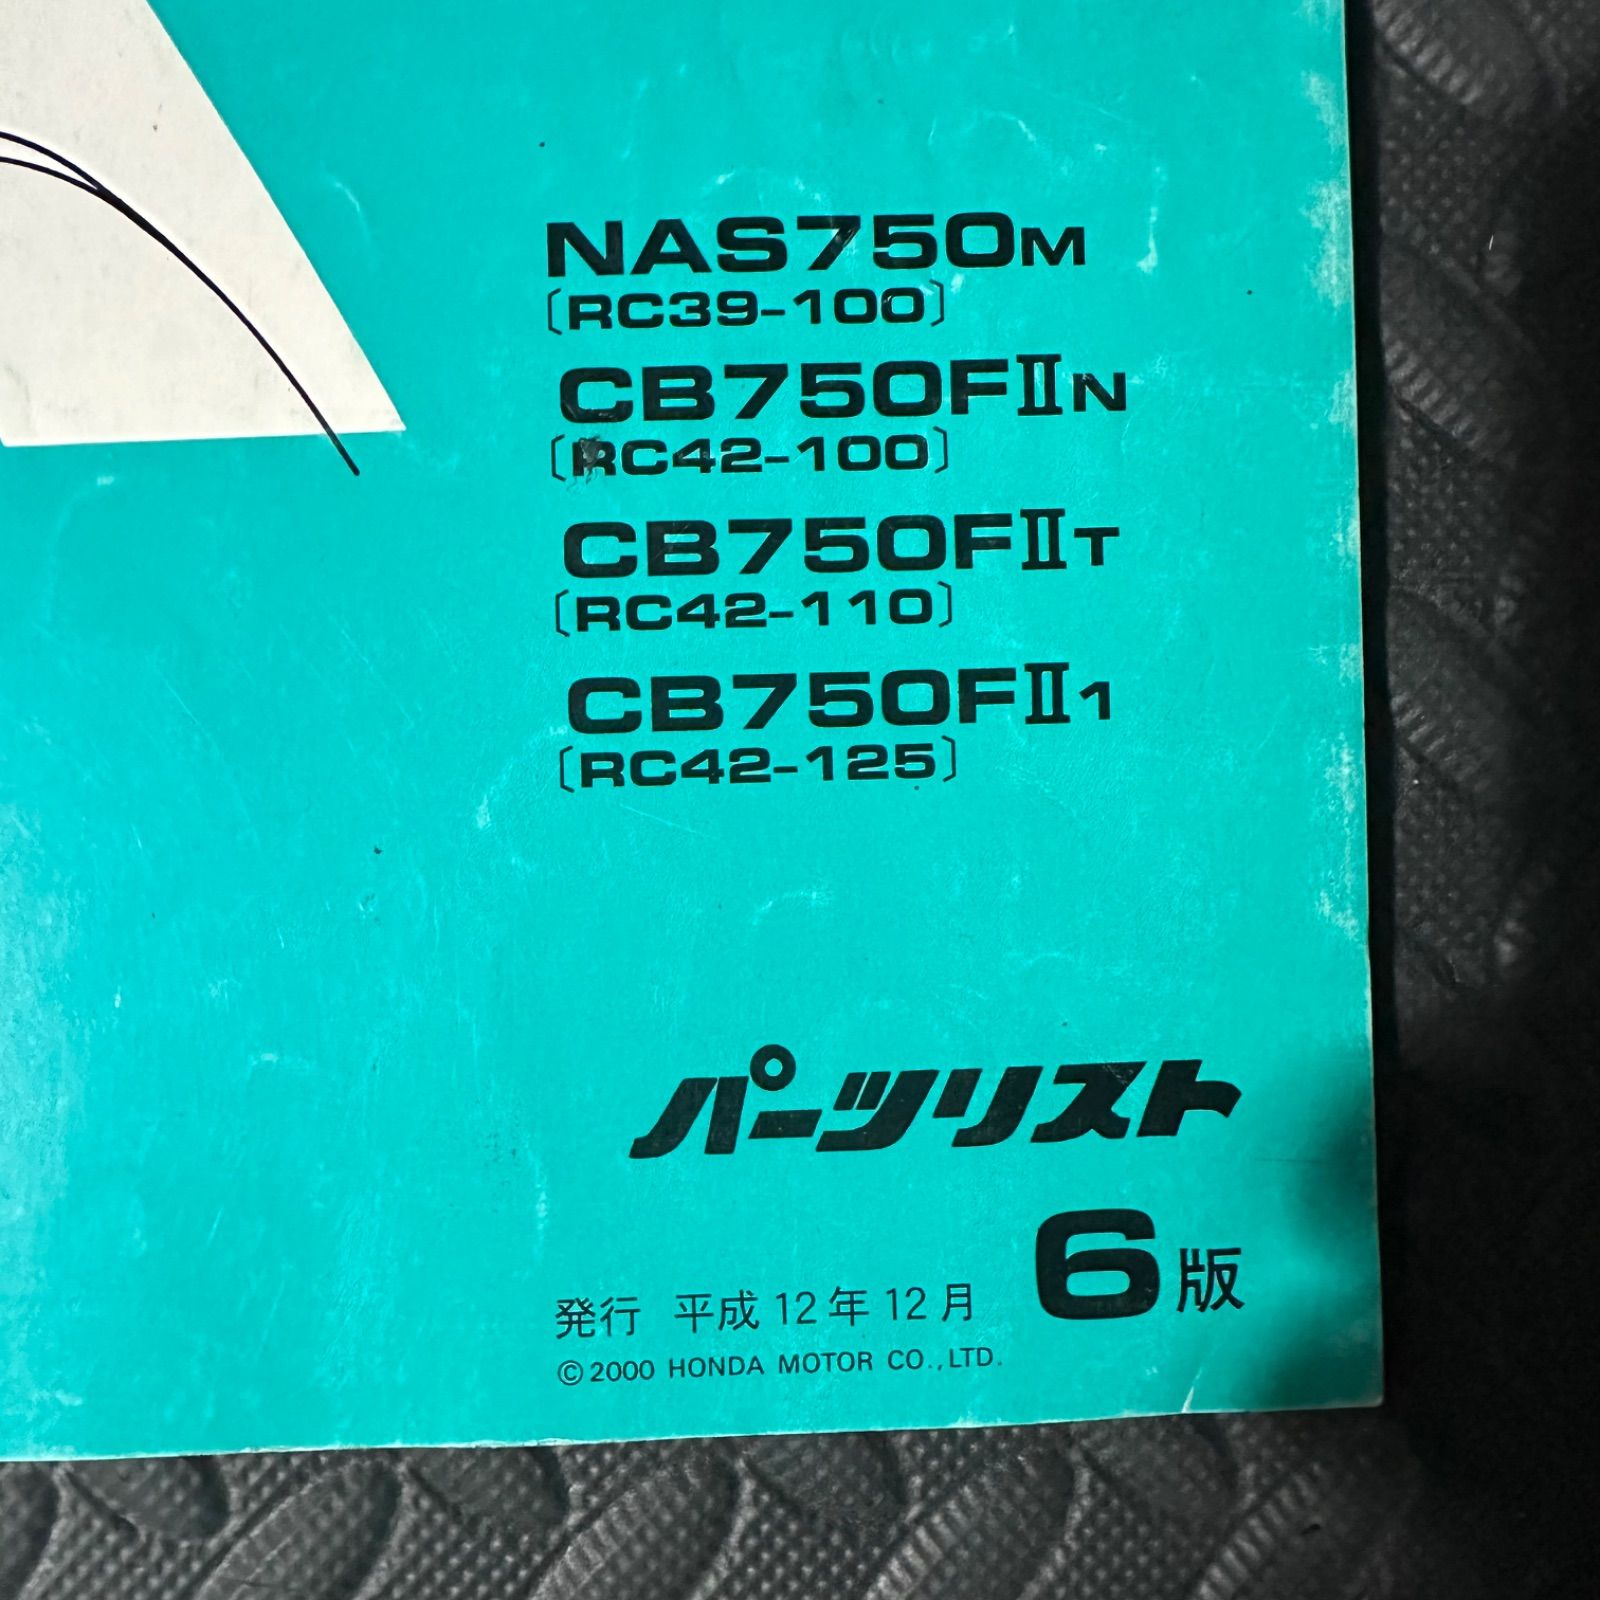 NAS750M
〔RC39-100〕
CB750FⅡN
〔RC42-100〕
CB750FⅡT
〔RC42-110〕
CB750FⅡ1
〔RC42-125〕
パーツリスト
6版
発行 平成12年12月
©2000 HONDA MOTOR CO.,LTD.